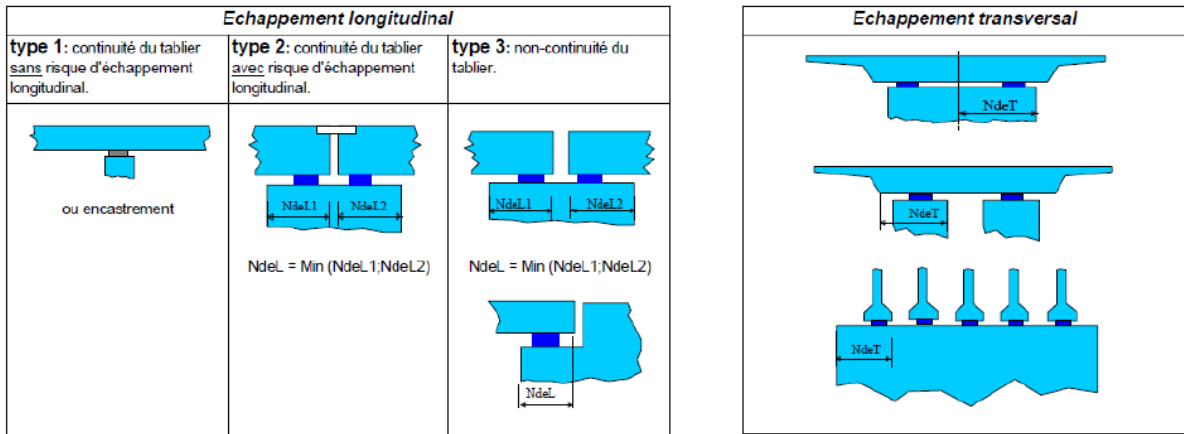 Echappement longitudinal
type 1: continuité du tablier
sans risque d'échappement
longitudinal.
ou encastrement
type 2: continuité du tablier
avec risque d'échappement
longitudinal.
NdeL1
NdeL2
NdeL = Min (NdeL1;NdeL2)
type 3: non-continuité du
tablier.
NdeL1
NdeL2
NdeL = Min (NdeL1;NdeL2)
NdeL
Echappement transversal
NdeT
NdeT
NdeT